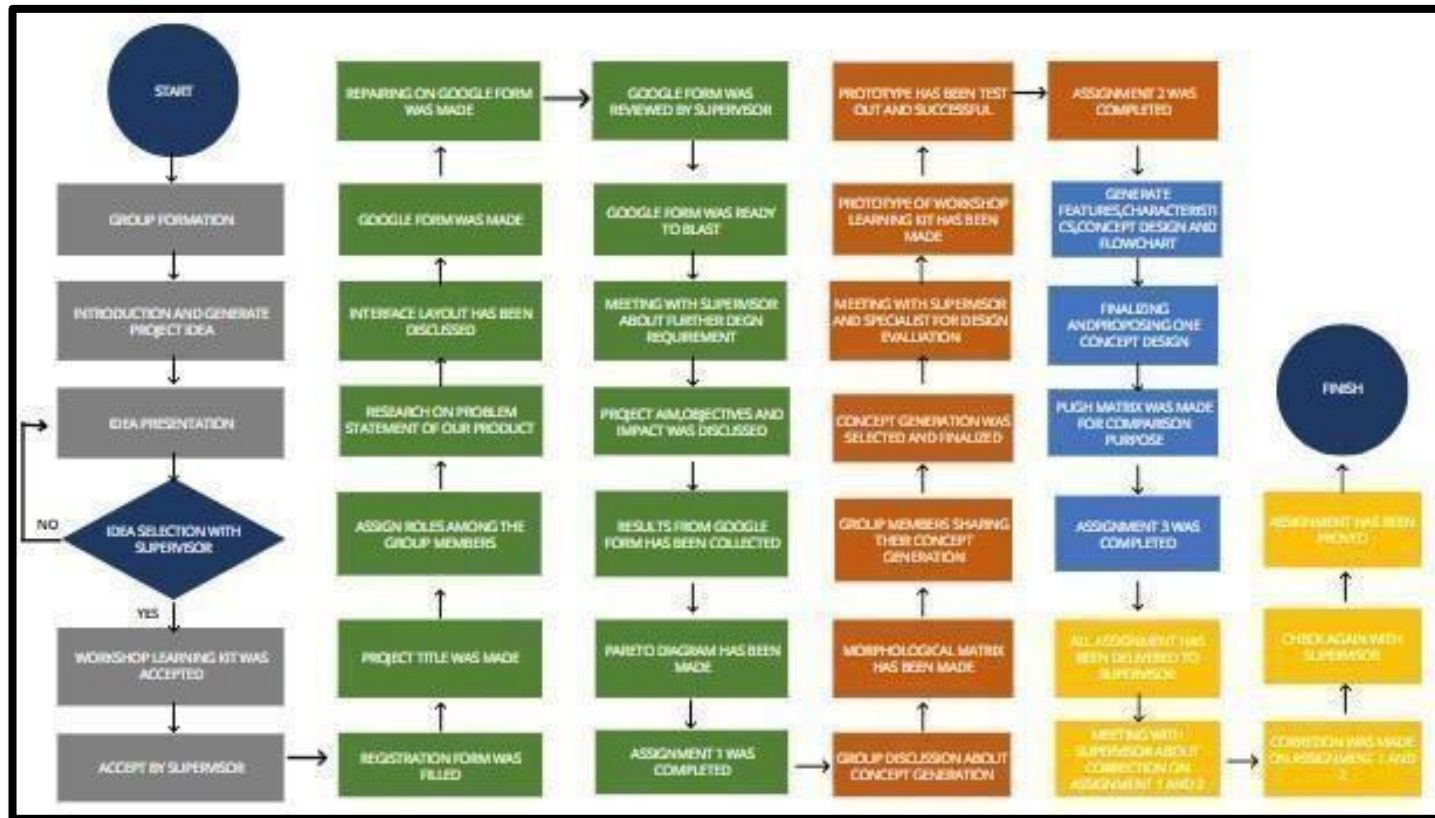 START
GROUP FORMATION
INTRODUCTION AND GENERATE
PROJECT IDEA
IDEA PRESENTATION
NO
IDEA SELECTION WITH
SUPERVISOR
YES
WORKSHOP LEARNING KIT WAS
ACCEPTED
ACCEPT BY SUPERVISOR
REGISTRATION FORM WAS
FILLED
PROJECT TITLE WAS MADE
ASSIGN ROLES AMONG THE
GROUP MEMBERS
RESEARCH ON PROBLEM
STATEMENT OF OUR PRODUCT
INTERFACE LAYOUT HAS BEEN
DISCUSSED
GOOGLE FORM WAS MADE
REPAIRING ON GOOGLE FORM
WAS MADE
GOOGLE FORM WAS
REVIEWED BY SUPERVISOR
GOOGLE FORM WAS READY
TO BLAST
MEETING WITH SUPERVISOR
ABOUT FURTHER DEGN
REQUIREMENT
PROJECT AIM,OBJECTIVES AND
IMPACT WAS DISCUSSED
RESULTS FROM GOOGLE
FORM HAS BEEN COLLECTED
PARETO DIAGRAM HAS BEEN
MADE
ASSIGNMENT 1 WAS
COMPLETED
GROUP DISCUSSION ABOUT
CONCEPT GENERATION
MORPHOLOGICAL MATRIX
HAS BEEN MADE
GROUP MEMBERS SHARING
THEIR CONCEPT
GENERATION
CONCEPT GENERATION WAS
SELECTED AND FINALIZED
MEETING WITH SUPERVISOR
AND SPECIALIST FOR DESIGN
EVALUATION
PROTOTYPE OF WORKSHOP
LEARNING KIT HAS BEEN
MADE
PROTOTYPE HAS BEEN TEST
OUT AND SUCCESSFUL
ASSIGNMENT 2 WAS
COMPLETED
GENERATE
FEATURES,CHARACTERISTI
CS,CONCEPT DESIGN AND
FLOWCHART
FINALIZING
ANDPROPOSING ONE
CONCEPT DESIGN
PUGH MATRIX WAS MADE
FOR COMPARISON
PURPOSE
ASSIGNMENT 3 WAS
COMPLETED
ALL ASSIGNMENT HAS
BEEN DELIVERED TO
SUPERVISOR
MEETING WITH
SUPERVISOR ABOUT
CORRECTION ON
ASSIGNMENT 1 AND 2
CORRETION WAS MADE
ON ASSIGNMENT 1 AND
2
CHECK AGAIN WITH
SUPERVISOR
ASSIGNMENT HAS BEEN
PROVED
FINISH